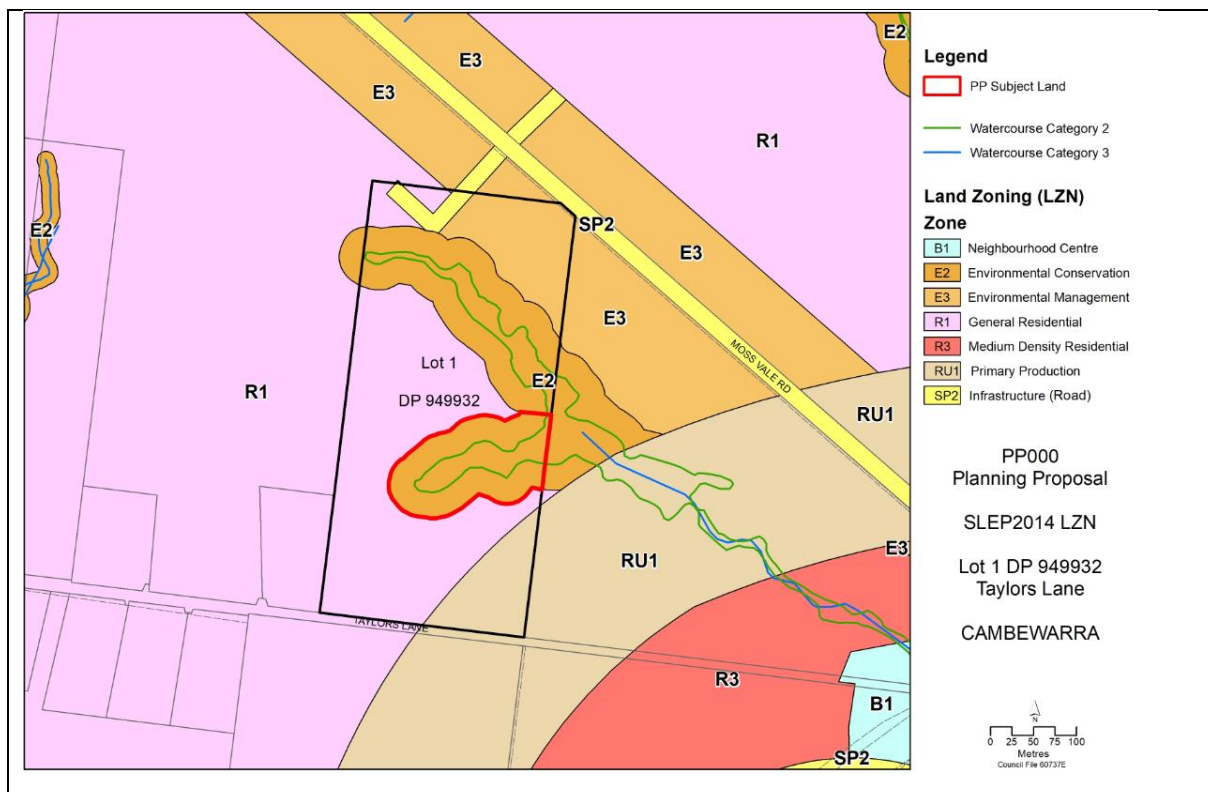 E3
E3
R1
E2
E2
SP2
E3
E3
MOSS VALE RD
Lot 1
DP 949932
E2
R1
RU1
RU1
E3
TAYLORS LANE
R3
B1
SP2
Legend
PP Subject Land
Watercourse Category 2
Watercourse Category 3
Land Zoning (LZN)
Zone
B1 Neighbourhood Centre
E2 Environmental Conservation
E3 Environmental Management
R1 General Residential
R3 Medium Density Residential
RU1 Primary Production
SP2 Infrastructure (Road)
PP000
Planning Proposal
SLEP2014 LZN
Lot 1 DP 949932
Taylors Lane
CAMBEWARRA
N
0 25 50 75 100
Metres
Council File 60737E